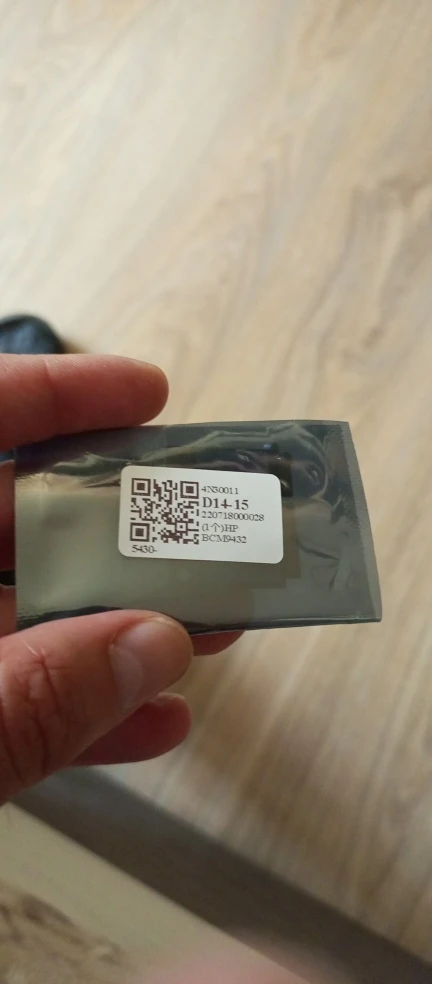 4N30011
D14-15
220718000028
(1个)HP
BCM9432
5430-